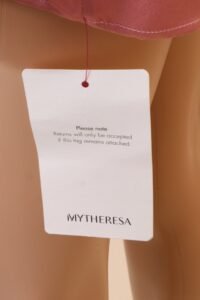 Please note
Returns will only be accepted
if this tag remains attached.
MYTHERESA